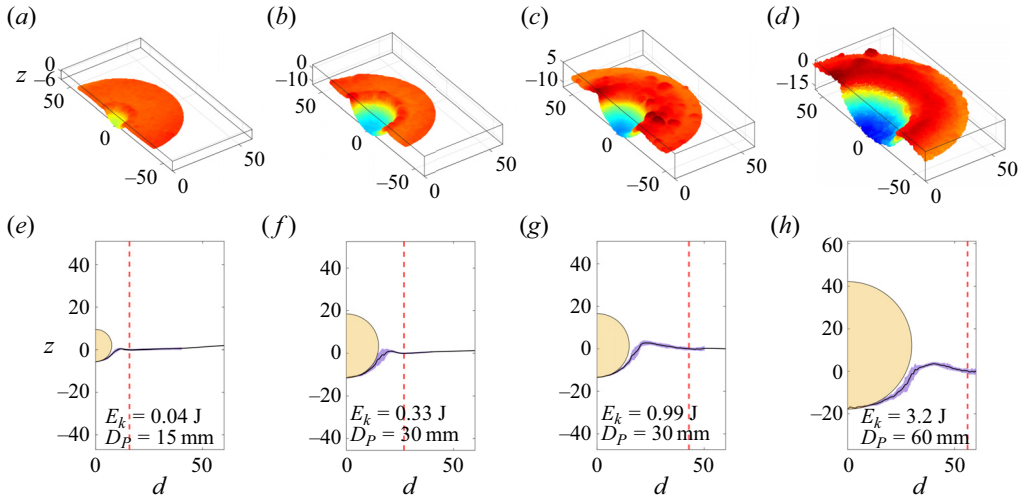 (a) (b) (c) (d)
z 0 −6 50 0 −50 0 50
0 −10 50 0 −50 0 50
5 −10 50 0 −50 0 50
0 −15 50 0 −50 0 50
(e) (f) (g) (h)
z 40 20 0 −20 −40
E_k = 0.04 J
D_P = 15 mm
0 50
d
40 20 0 −20 −40
E_k = 0.33 J
D_P = 30 mm
0 50
d
40 20 0 −20 −40
E_k = 0.99 J
D_P = 30 mm
0 50
d
60 40 20 0 −20
E_k = 3.2 J
D_P = 60 mm
0 50
d